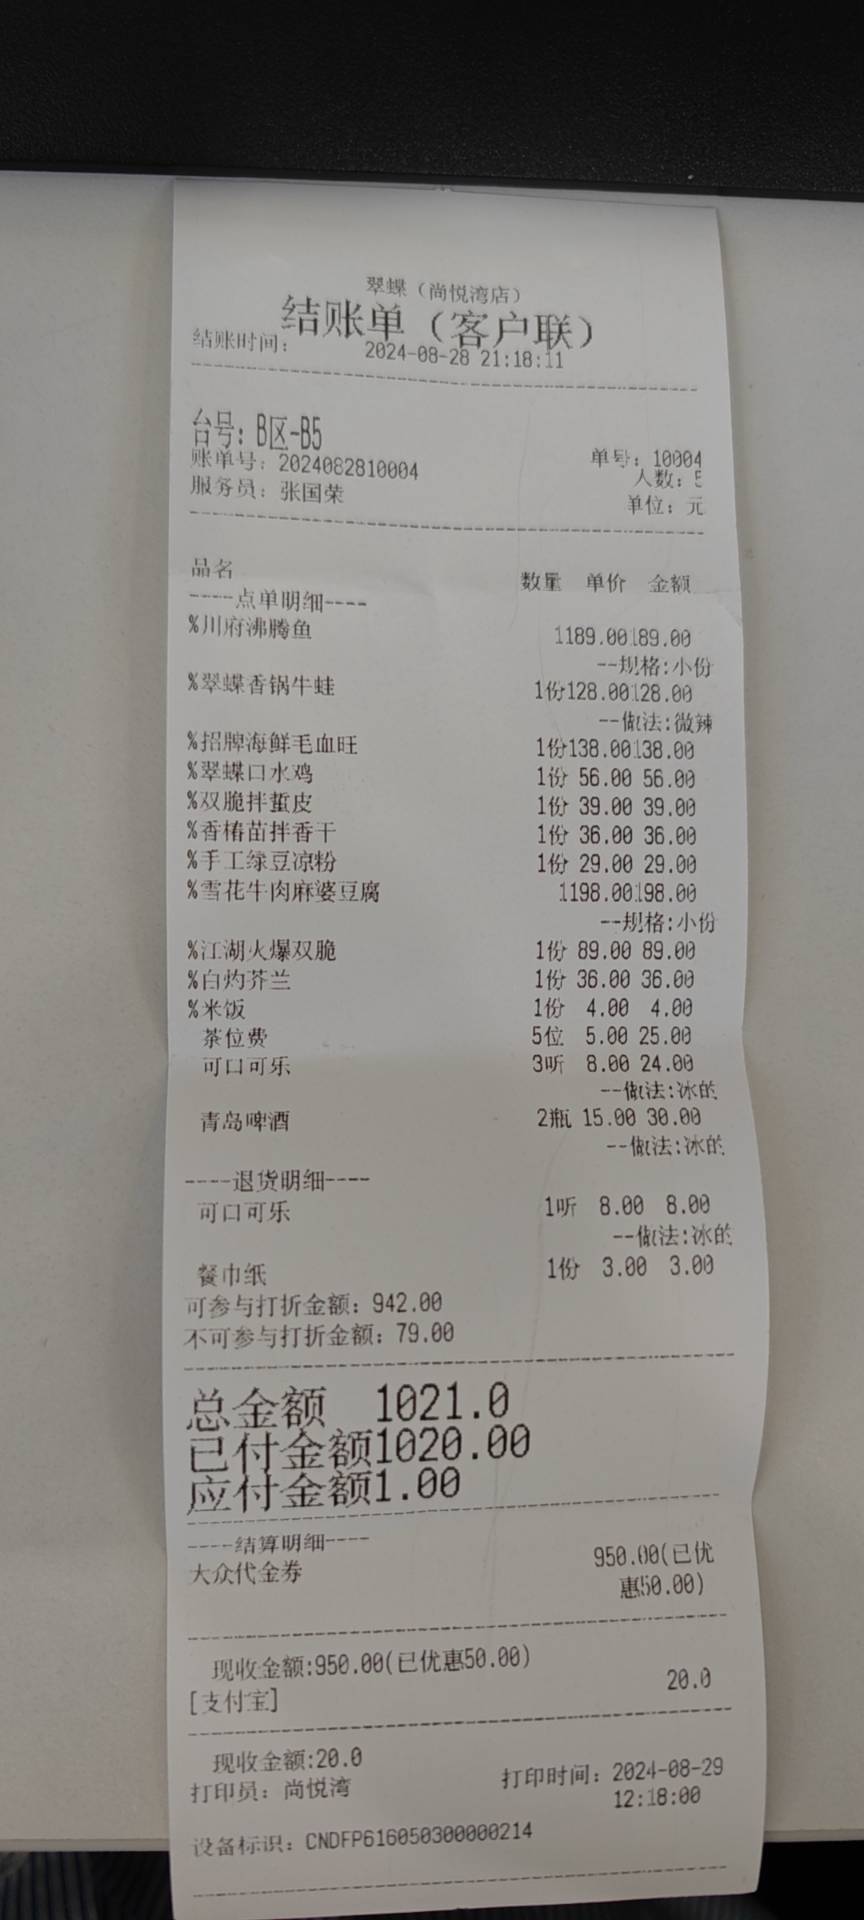 翠蝶（尚悦湾店）
结账单（客户联）
结账时间： 2024-08-28 21:18:11
台号：B区-B5
账单号：2024082810004 单号：10004
人数：5
服务员：张国荣 单位：元
品名 数量 单价 金额
----点单明细----
%川府沸腾鱼 1189.00189.00
--规格:小份
%翠蝶香锅牛蛙 1份128.00128.00
--做法:微辣
%招牌海鲜毛血旺 1份138.00138.00
%翠蝶口水鸡 1份 56.00 56.00
%双脆拌蜇皮 1份 39.00 39.00
%香椿苗拌香干 1份 36.00 36.00
%手工绿豆凉粉 1份 29.00 29.00
%雪花牛肉麻婆豆腐 1198.00198.00
--规格:小份
%江湖火爆双脆 1份 89.00 89.00
%白灼芥兰 1份 36.00 36.00
%米饭 1份 4.00 4.00
茶位费 5位 5.00 25.00
可口可乐 3听 8.00 24.00
--做法:冰的
青岛啤酒 2瓶 15.00 30.00
--做法:冰的
----退货明细----
可口可乐 1听 8.00 8.00
--做法:冰的
餐巾纸 1份 3.00 3.00
可参与打折金额：942.00
不可参与打折金额：79.00
总金额 1021.0
已付金额1020.00
应付金额1.00
----结算明细----
大众代金券 950.00(已优
惠50.00)
现收金额:950.00(已优惠50.00)
[支付宝] 20.0
现收金额:20.0
打印员：尚悦湾 打印时间：2024-08-29
12:18:00
设备标识：CNDFP616050300000214